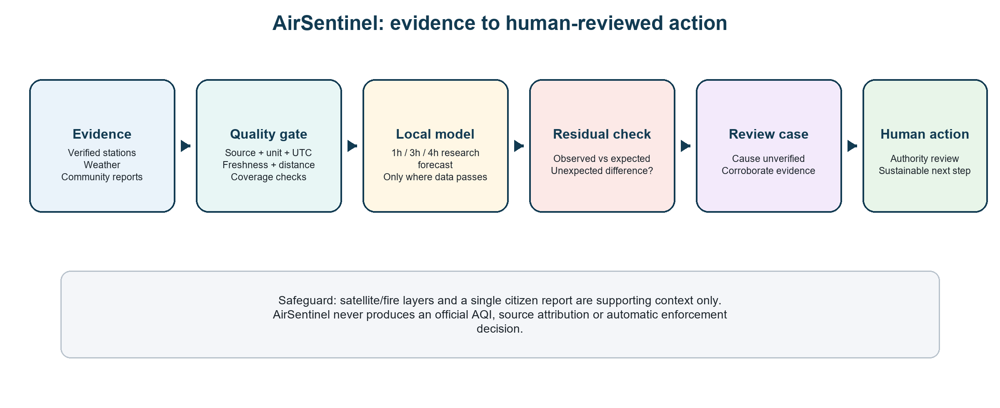 AirSentinel: evidence to human-reviewed action
Evidence
Verified stations
Weather
Community reports
Quality gate
Source + unit + UTC
Freshness + distance
Coverage checks
Local model
1h / 3h / 4h research
forecast
Only where data passes
Residual check
Observed vs expected
Unexpected difference?
Review case
Cause unverified
Corroborate evidence
Human action
Authority review
Sustainable next step
Safeguard: satellite/fire layers and a single citizen report are supporting context only.
AirSentinel never produces an official AQI, source attribution or automatic enforcement
decision.